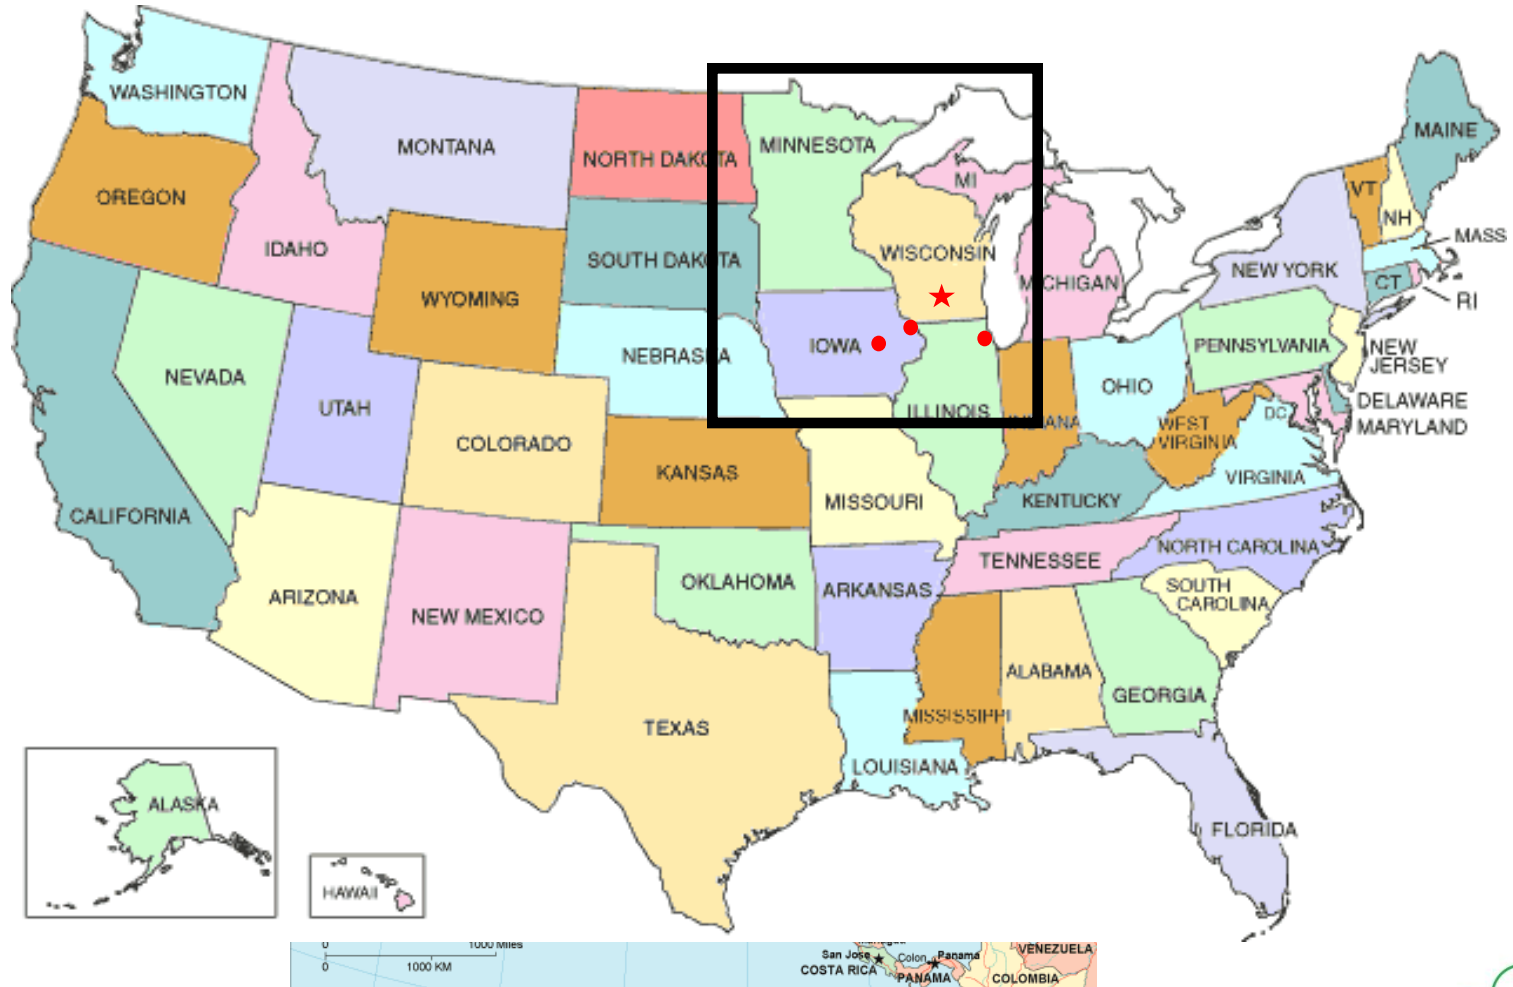 WASHINGTON
MONTANA
NORTH DAKOTA
MINNESOTA
MAINE
OREGON
IDAHO
MI
VT
NH
MASS
SOUTH DAKOTA
WISCONSIN
MICHIGAN
NEW YORK
CT
RI
WYOMING
NEBRASKA
IOWA
PENNSYLVANIA
NEW
JERSEY
NEVADA
UTAH
OHIO
DELAWARE
MARYLAND
DC
COLORADO
ILLINOIS
INDIANA
WEST
VIRGINIA
KANSAS
VIRGINIA
MISSOURI
KENTUCKY
CALIFORNIA
NORTH CAROLINA
TENNESSEE
ARIZONA
NEW MEXICO
OKLAHOMA
ARKANSAS
SOUTH
CAROLINA
ALABAMA
GEORGIA
MISSISSIPPI
TEXAS
LOUISIANA
ALASKA
FLORIDA
HAWAII
0 1000 Miles
0 1000 KM
San Jose
COSTA RICA
Colon
Panama
PANAMA
VENEZUELA
COLOMBIA